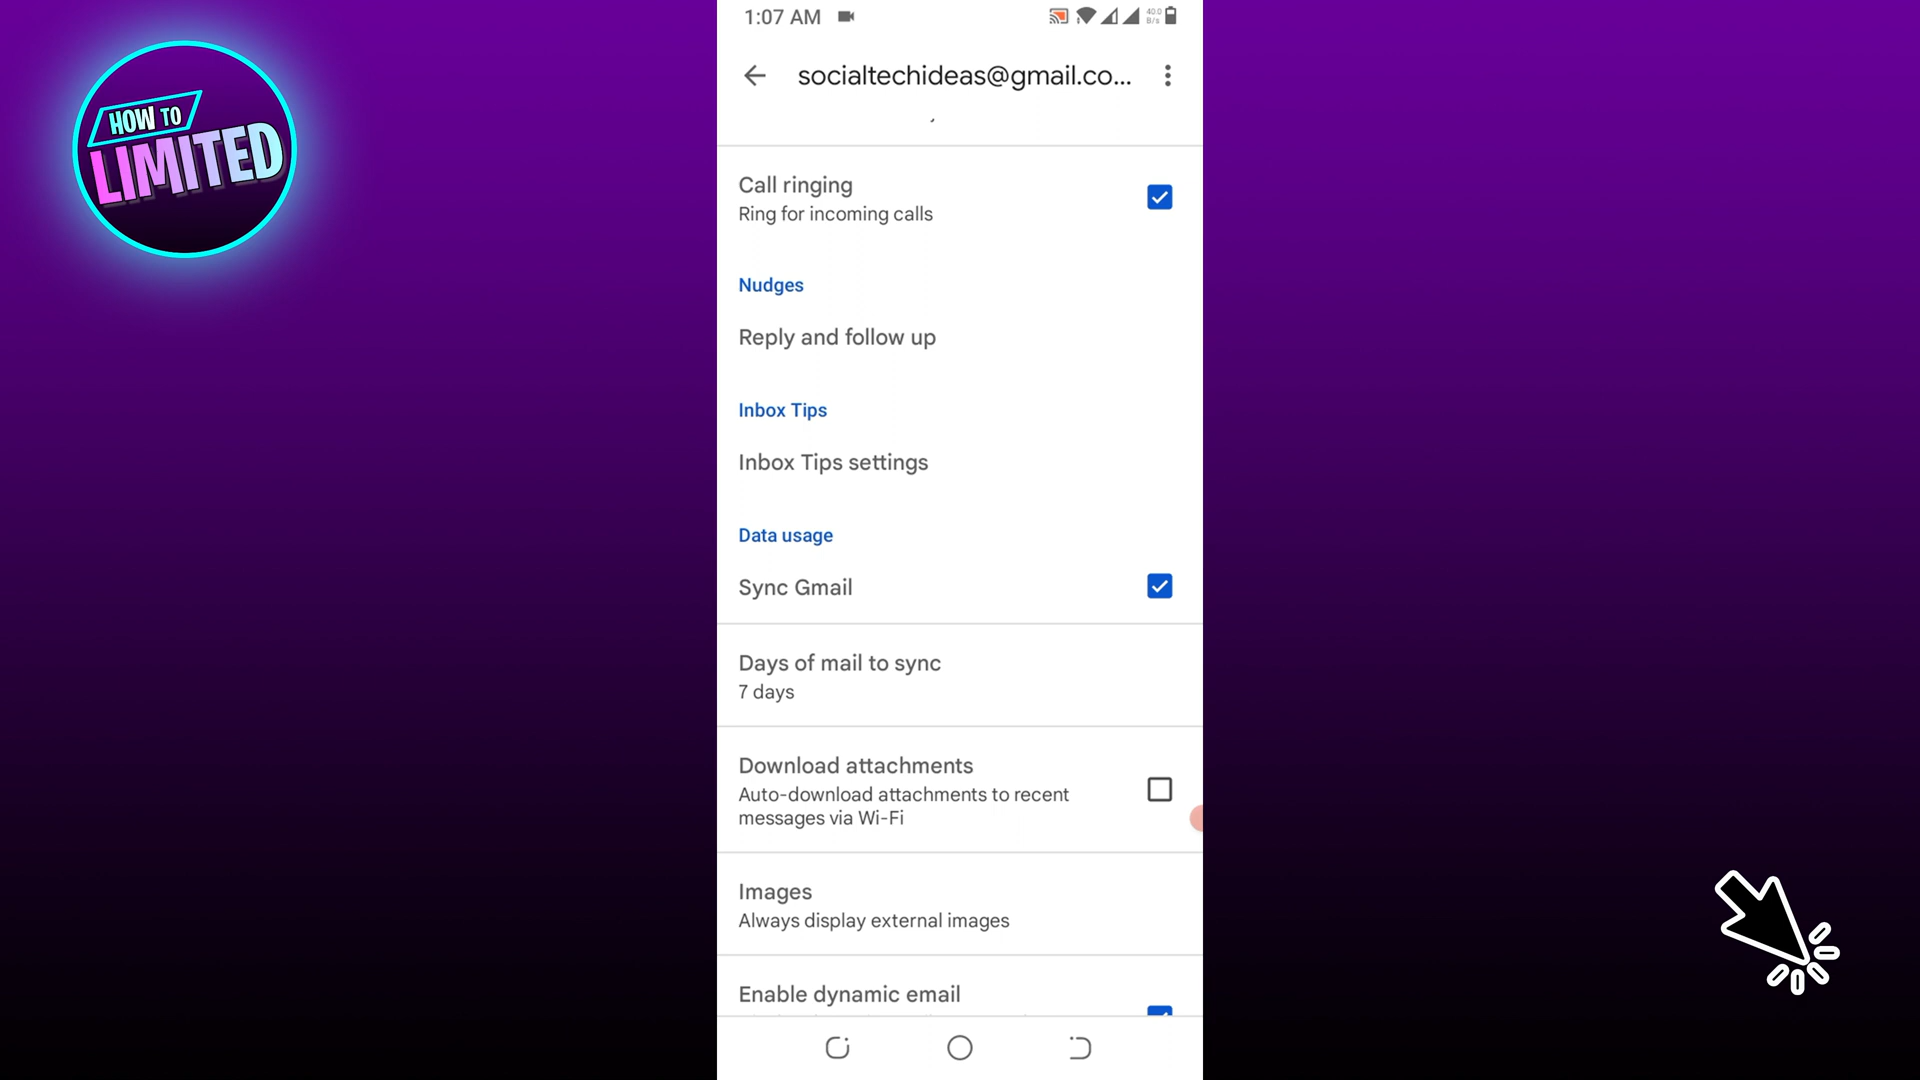 HOW TO
LIMITED
1:07 AM
40.0
B/s
socialtechideas@gmail.co...
Call ringing
Ring for incoming calls
Nudges
Reply and follow up
Inbox Tips
Inbox Tips settings
Data usage
Sync Gmail
Days of mail to sync
7 days
Download attachments
Auto-download attachments to recent
messages via Wi-Fi
Images
Always display external images
Enable dynamic email